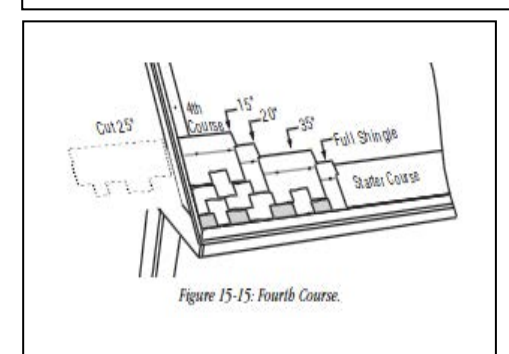 4th
Course
15"
20"
35"
Full Shingle
Cut 25"
Starter Course
Figure 15-15: Fourth Course.